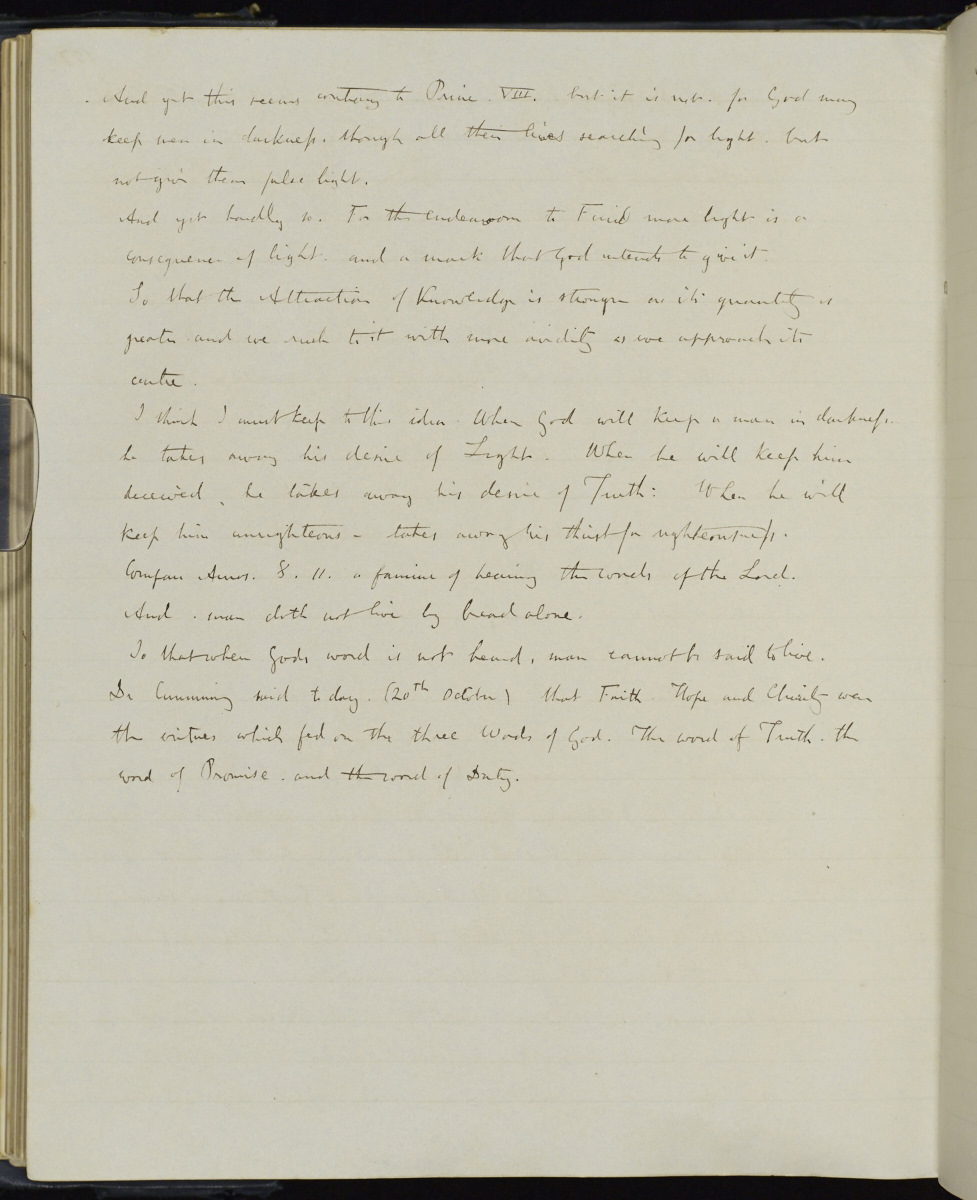 And yet this seems contrary to Princ. VIII. but it is not. for God may
keep men in darkness. though all their lives searching for light. but
not give them false light.
And yet hardly so. For the endeavour to Find more light is a
consequence of light. and a mark that God intends to give it.
So that the Attraction of Knowledge is stronger as its quantity is
greater and we rush to it with more avidity as we approach its
centre.
I think I must keep to this idea. When God will keep a man in darkness.
he takes away his desire of Light. When he will keep him
deceived, he takes away his desire of Truth: When he will
keep him unrighteous - takes away his thirst for righteousness.
Compare Amos. 8. 11. a famine of hearing the words of the Lord.
And. man doth not live by bread alone.
So that when Gods word is not heard, man cannot be said to live.
Dr Cumming said to day. (20th October) that Faith Hope and Charity were
the virtues which fed on the three Words of God. The word of Truth. the
word of Promise. and the word of Duty.